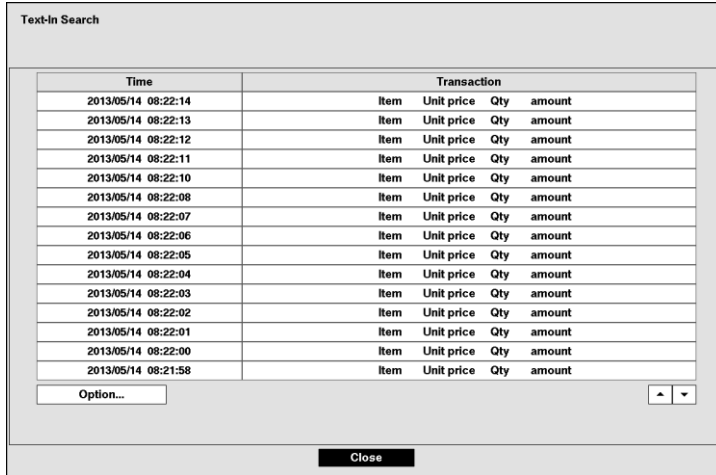 Text-In Search
Time Transaction
2013/05/14 08:22:14 Item Unit price Qty amount
2013/05/14 08:22:13 Item Unit price Qty amount
2013/05/14 08:22:12 Item Unit price Qty amount
2013/05/14 08:22:11 Item Unit price Qty amount
2013/05/14 08:22:10 Item Unit price Qty amount
2013/05/14 08:22:08 Item Unit price Qty amount
2013/05/14 08:22:07 Item Unit price Qty amount
2013/05/14 08:22:06 Item Unit price Qty amount
2013/05/14 08:22:05 Item Unit price Qty amount
2013/05/14 08:22:04 Item Unit price Qty amount
2013/05/14 08:22:03 Item Unit price Qty amount
2013/05/14 08:22:02 Item Unit price Qty amount
2013/05/14 08:22:01 Item Unit price Qty amount
2013/05/14 08:22:00 Item Unit price Qty amount
2013/05/14 08:21:58 Item Unit price Qty amount
Option...
Close